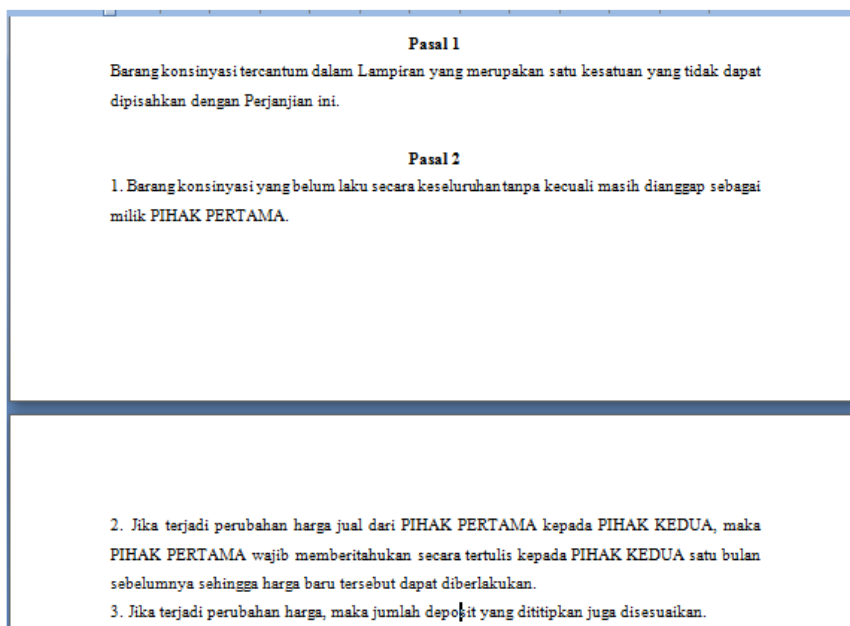 Pasal 1
Barang konsinyasi tercantum dalam Lampiran yang merupakan satu kesatuan yang tidak dapat
dipisahkan dengan Perjanjian ini.
Pasal 2
1. Barang konsinyasi yang belum laku secara keseluruhan tanpa kecuali masih dianggap sebagai
milik PIHAK PERTAMA.
2. Jika terjadi perubahan harga jual dari PIHAK PERTAMA kepada PIHAK KEDUA, maka
PIHAK PERTAMA wajib memberitahukan secara tertulis kepada PIHAK KEDUA satu bulan
sebelumnya sehingga harga baru tersebut dapat diberlakukan.
3. Jika terjadi perubahan harga, maka jumlah deposit yang dititipkan juga disesuaikan.